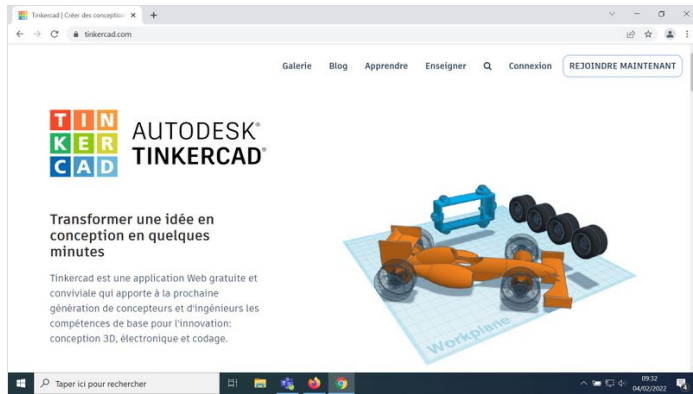 Tinkercad | Créer des conception
tinkercad.com
Galerie Blog Apprendre Enseigner Connexion REJOINDRE MAINTENANT
TIN
KER
CAD
AUTODESK®
TINKERCAD®
Transformer une idée en
conception en quelques
minutes
Tinkercad est une application Web gratuite et
conviviale qui apporte à la prochaine
génération de concepteurs et d'ingénieurs les
compétences de base pour l'innovation:
conception 3D, électronique et codage.
Workplane
Taper ici pour rechercher
09:32
04/02/2022